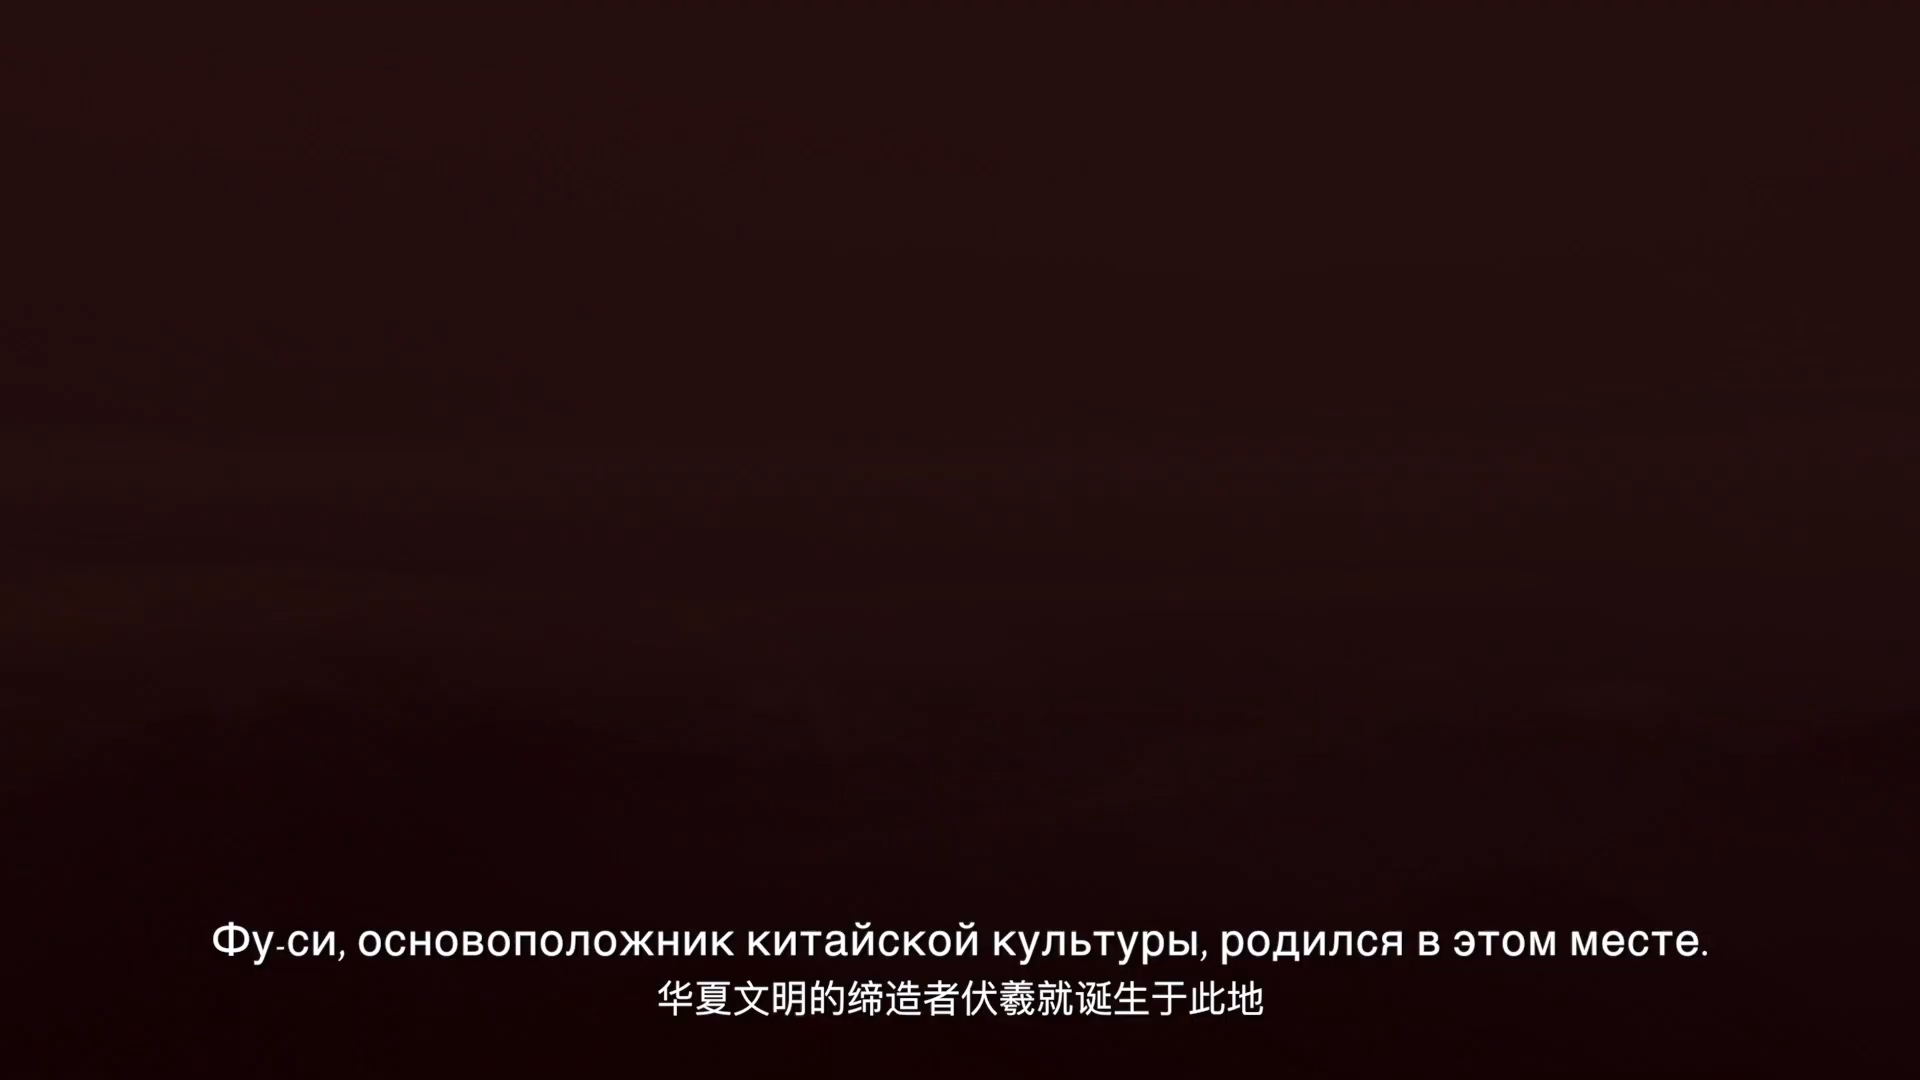 Фу-си, основоположник китайской культуры, родился в этом месте.
华夏文明的缔造者伏羲就诞生于此地